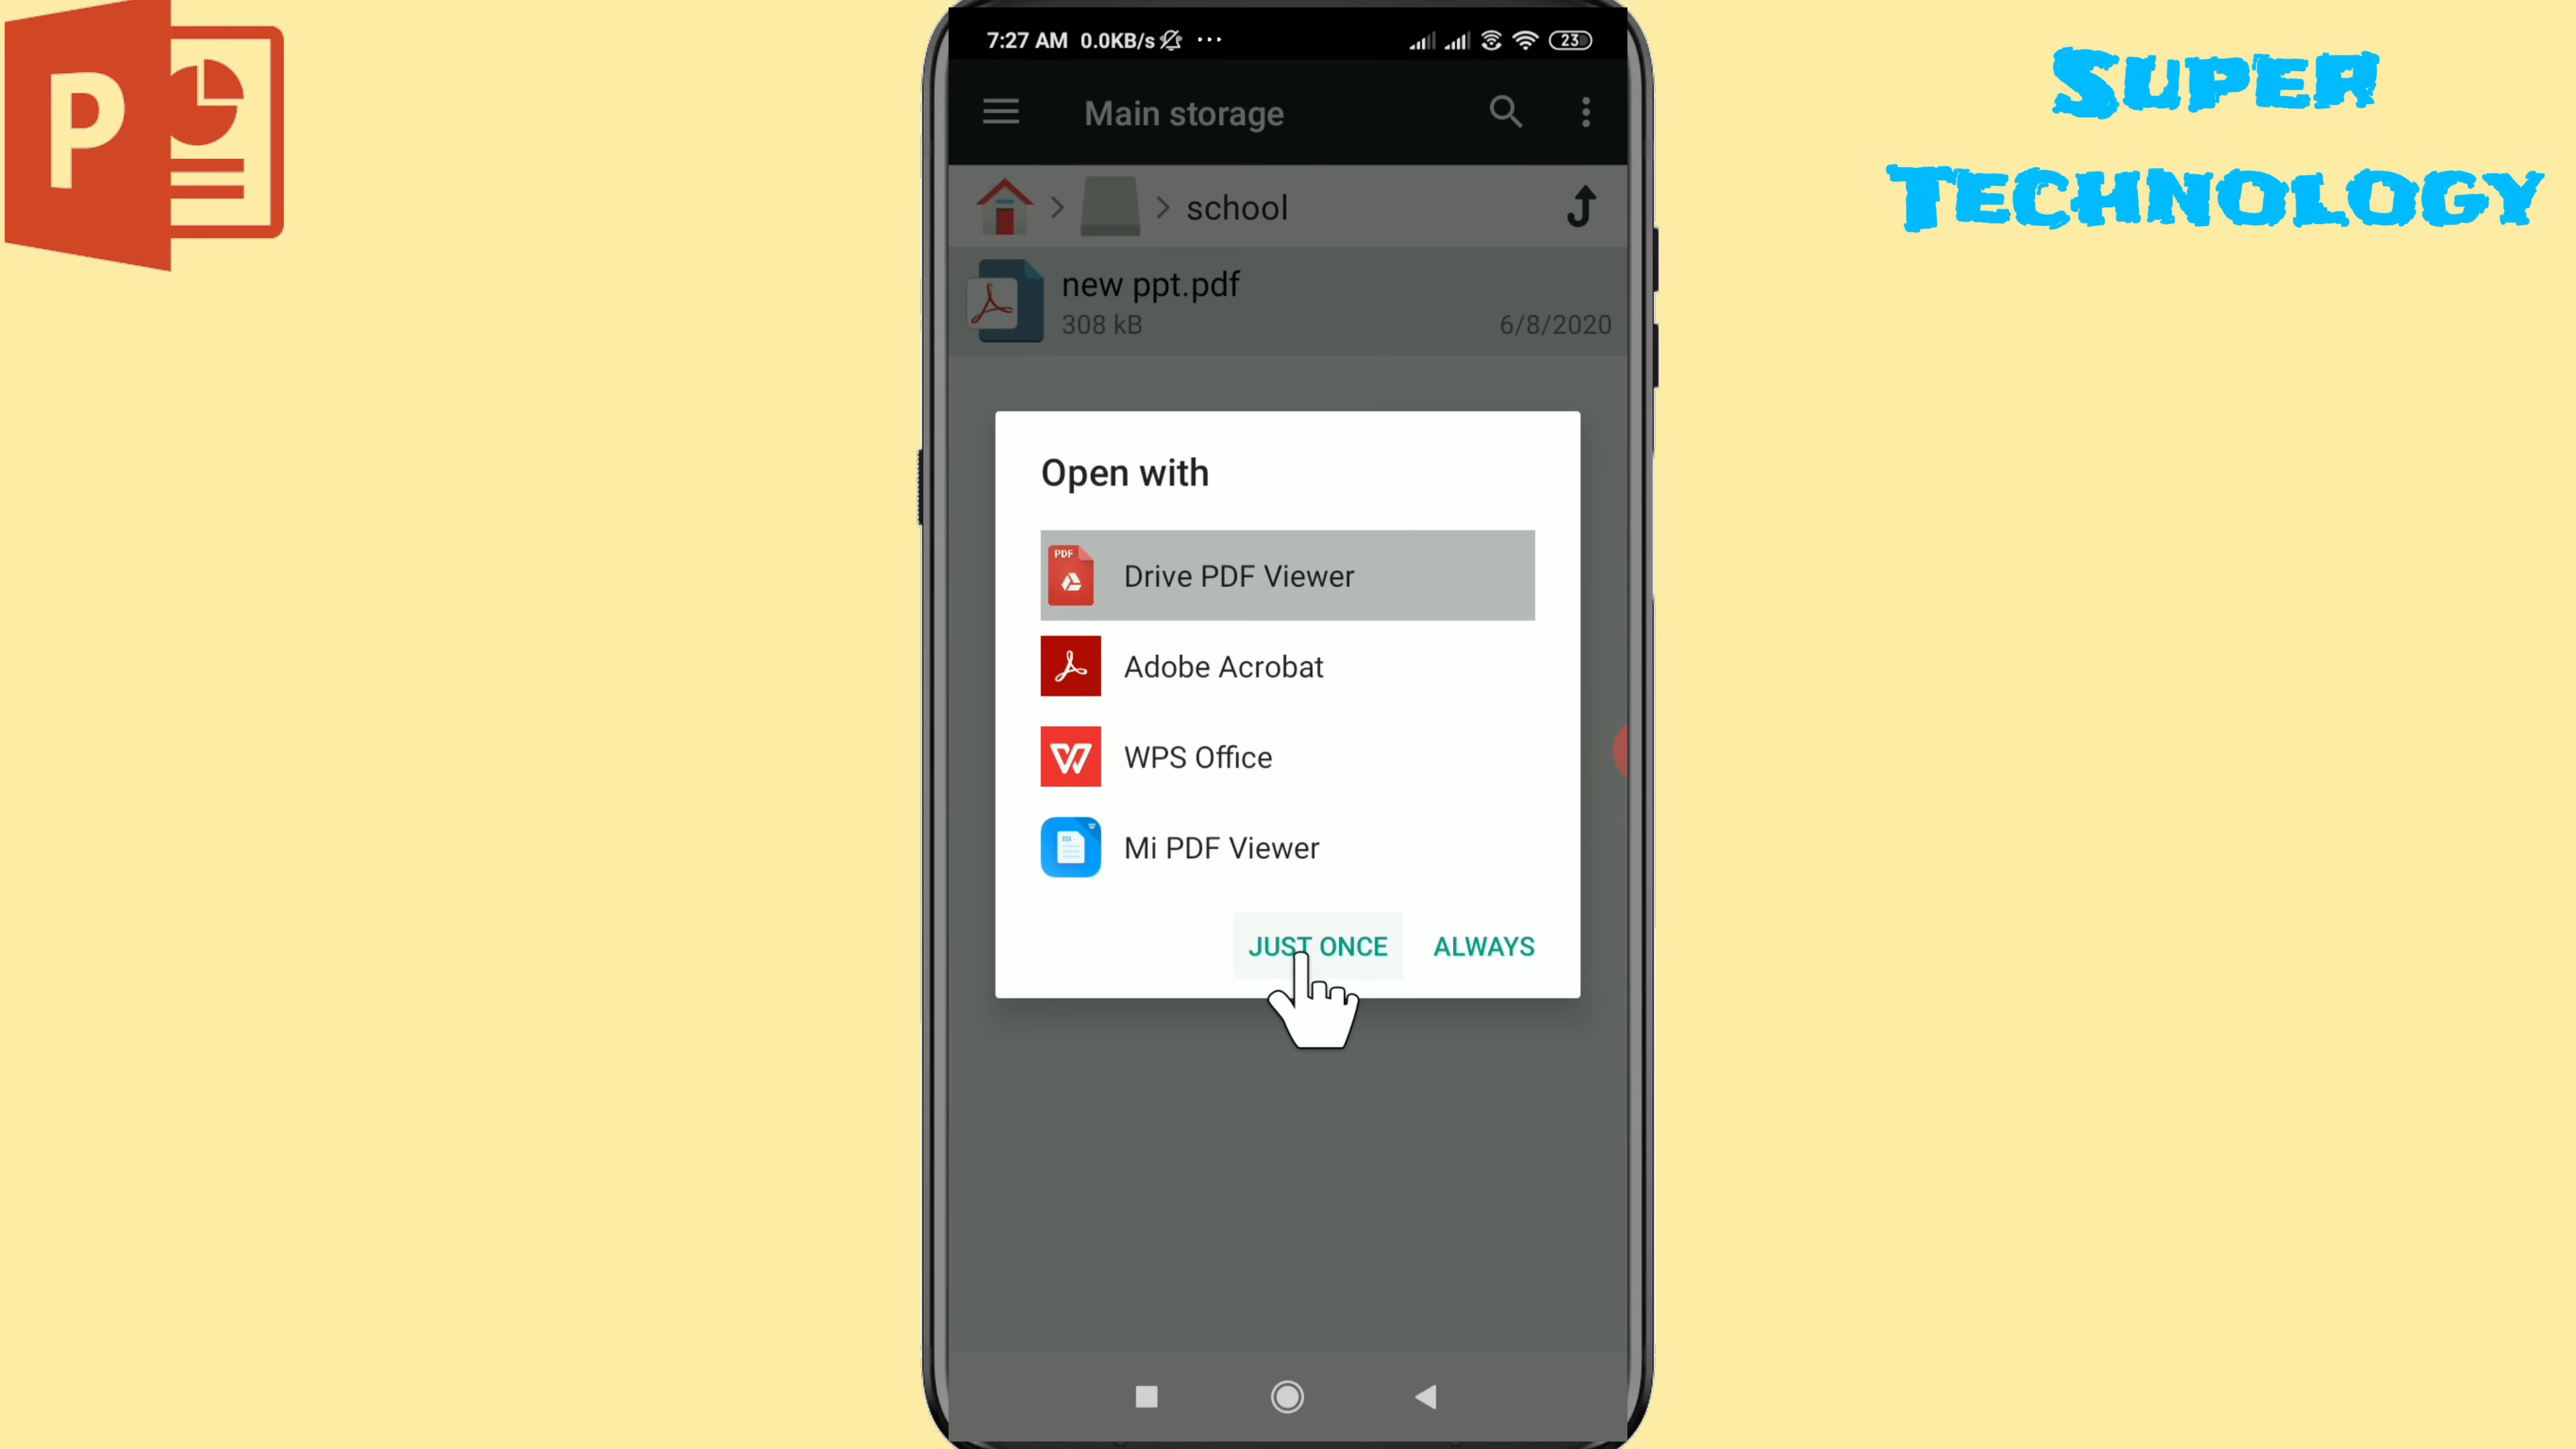 P
SUPER
TECHNOLOGY
7:27 AM 0.0KB/s ... 23
Main storage
school
new ppt.pdf
308 kB 6/8/2020
Open with
PDF
Drive PDF Viewer
Adobe Acrobat
WPS Office
Mi PDF Viewer
JUST ONCE ALWAYS